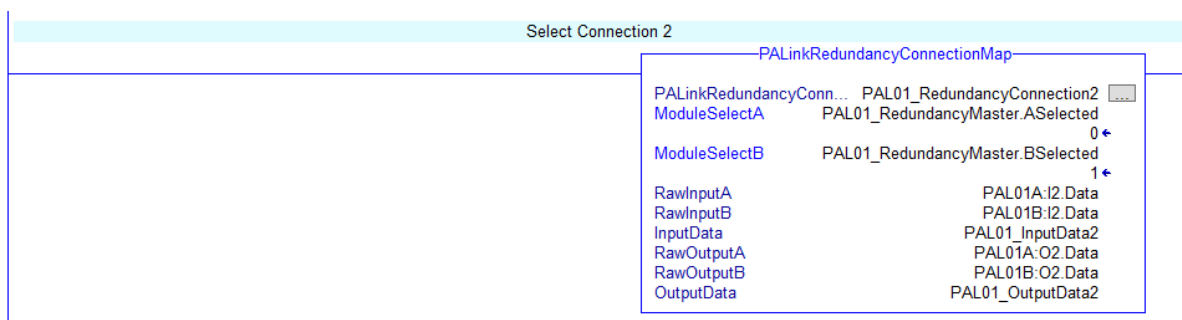 Select Connection 2
PALinkRedundancyConnectionMap
PALinkRedundancyConn... PAL01_RedundancyConnection2 ...
ModuleSelectA PAL01_RedundancyMaster.ASelected
0
ModuleSelectB PAL01_RedundancyMaster.BSelected
1
RawInputA PAL01A:I2.Data
RawInputB PAL01B:I2.Data
InputData PAL01_InputData2
RawOutputA PAL01A:O2.Data
RawOutputB PAL01B:O2.Data
OutputData PAL01_OutputData2